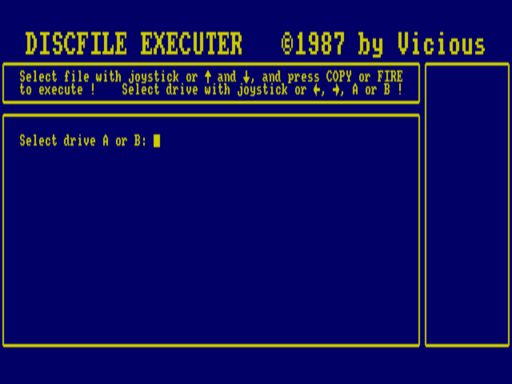 DISCFILE EXECUTER ©1987 by Vicious
Select file with joystick or ↑ and ↓, and press COPY or FIRE
to execute ! Select drive with joystick or ←, →, A or B !
Select drive A or B: